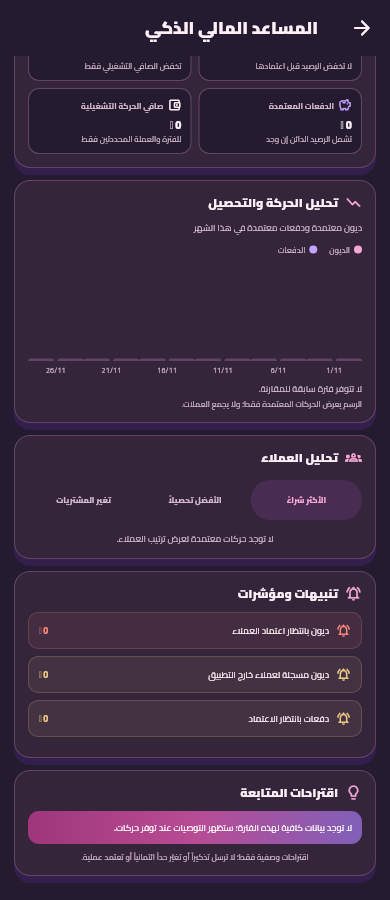 المساعد المالي الذكي
لا تخفض الرصيد قبل اعتمادها
تخفض الصافي التشغيلي فقط
الدفعات المعتمدة
0
تشمل الرصيد الدائن إن وجد
صافي الحركة التشغيلية
0
للفترة والعملة المحددتين فقط
تحليل الحركة والتحصيل
ديون معتمدة ودفعات معتمدة في هذا الشهر
الديون
الدفعات
1/11
6/11
11/11
16/11
21/11
26/11
لا تتوفر فترة سابقة للمقارنة.
الرسم يعرض الحركات المعتمدة فقط؛ ولا يجمع العملات.
تحليل العملاء
الأكثر شراءً
الأفضل تحصيلاً
تغير المشتريات
لا توجد حركات معتمدة لعرض ترتيب العملاء.
تنبيهات ومؤشرات
ديون بانتظار اعتماد العملاء
0
ديون مسجلة لعملاء خارج التطبيق
0
دفعات بانتظار الاعتماد
0
اقتراحات المتابعة
لا توجد بيانات كافية لهذه الفترة؛ ستظهر التوصيات عند توفر حركات.
اقتراحات وصفية فقط؛ لا ترسل تذكيراً أو تغيّر حداً ائتمانياً أو تعتمد عملية.